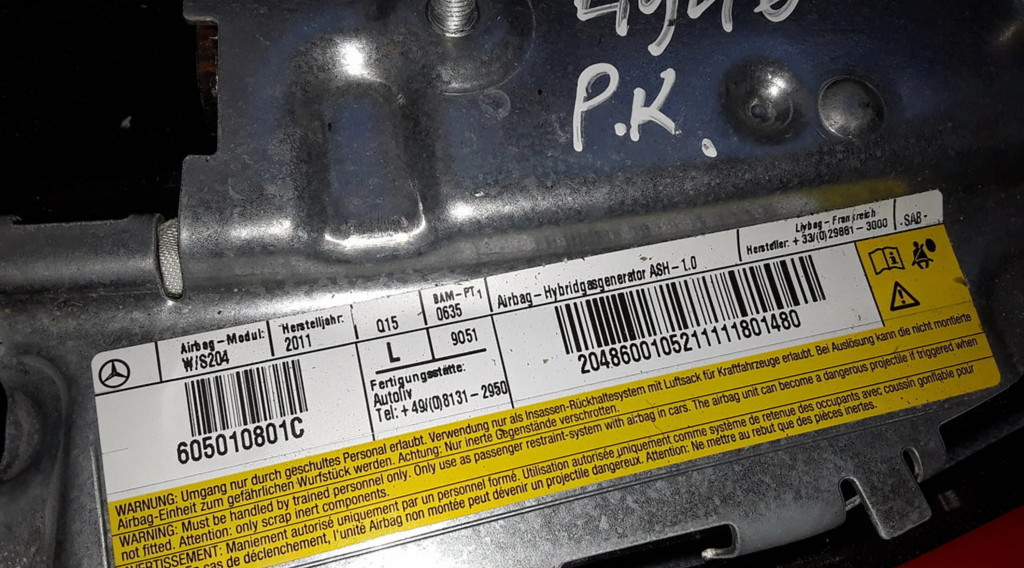 P.K.
Airbag-Modul:
W/S204
605010801C
Herstelljahr:
2011
Q15
BAM-PT1
0635
L
9051
Fertigungsstätte:
Autoliv
Tel: +49/(0)8131-2950
Airbag-Hybridgasgenerator ASH-1.0
2048600105211111801480
Livbag-Frankreich
Hersteller: +33/(0)29881-3000
-SAB-
WARNUNG: Umgang nur durch geschultes Personal erlaubt. Verwendung nur als Insassen-Rückhaltesystem mit Luftsack für Kraftfahrzeuge erlaubt. Bei Auslösung kann die nicht montierte
Airbag-Einheit zum gefährlichen Wurfstück werden. Achtung: Nur inerte Gegenstände verschrotten.
WARNING: Must be handled by trained personnel only. Only use as passenger restraint-system with airbag in cars. The airbag unit can become a dangerous projectile if triggered when
not fitted. Attention: only scrap inert components.
AVERTISSEMENT: Maniement autorisé uniquement par un personnel formé. Utilisation autorisée uniquement comme système de retenue des occupants avec coussin gonflable pour
En cas de déclenchement, l'unité Airbag non montée peut devenir un projectile dangereux. Attention: Ne mettre au rebut que des pièces inertes.